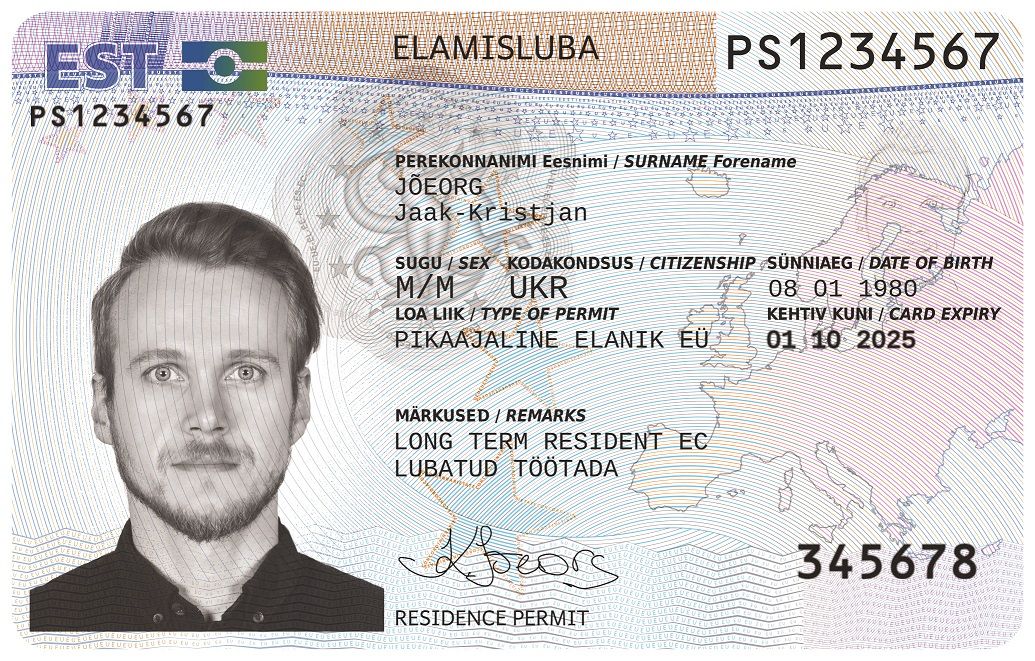 EST
ELAMISLUBA
PS1234567
PS1234567
PEREKONNANIMI Eesnimi / SURNAME Forename
JÕEORG
Jaak-Kristjan
SUGU / SEX KODAKONDSUS / CITIZENSHIP SÜNNIAEG / DATE OF BIRTH
M/M UKR 08 01 1980
LOA LIIK / TYPE OF PERMIT KEHTIV KUNI / CARD EXPIRY
PIKAAJALINE ELANIK EÜ 01 10 2025
MÄRKUSED / REMARKS
LONG TERM RESIDENT EC
LUBATUD TÖÖTADA
345678
RESIDENCE PERMIT